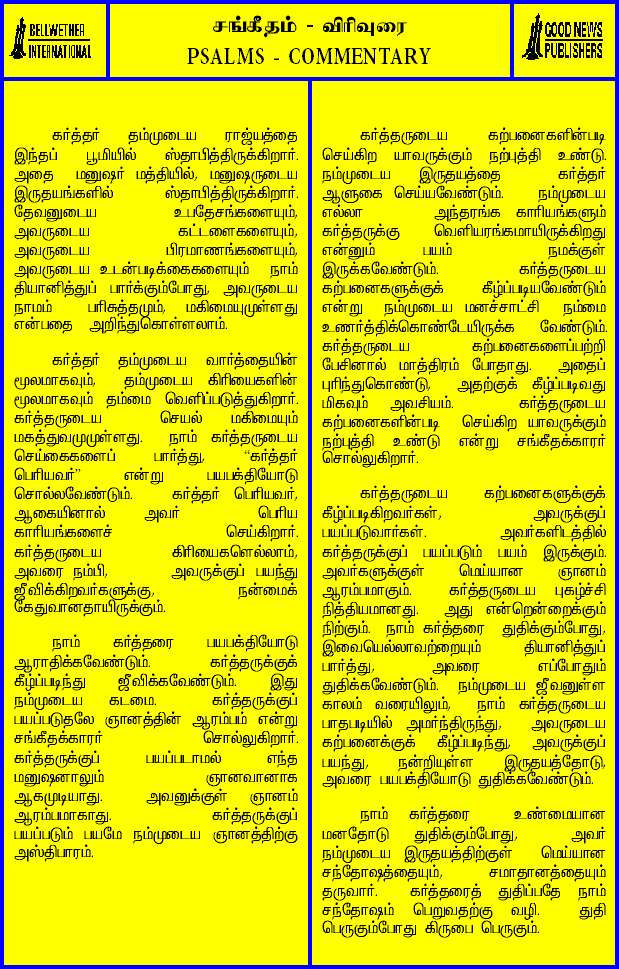 BELLWETHER
INTERNATIONAL
சங்கீதம் - விரிவுரை
PSALMS - COMMENTARY
GOOD NEWS
PUBLISHERS
கர்த்தர் தம்முடைய ராஜ்யத்தை
இந்தப் பூமியில் ஸ்தாபித்திருக்கிறார்.
அதை மனுஷர் மத்தியில், மனுஷருடைய
இருதயங்களில் ஸ்தாபித்திருக்கிறார்.
தேவனுடைய உபதேசங்களையும்,
அவருடைய கட்டளைகளையும்,
அவருடைய பிரமாணங்களையும்,
அவருடைய உடன்படிக்கைகளையும் நாம்
தியானித்துப் பார்க்கும்போது, அவருடைய
நாமம் பரிசுத்தமும், மகிமையுமுள்ளது
என்பதை அறிந்துகொள்ளலாம்.
கர்த்தர் தம்முடைய வார்த்தையின்
மூலமாகவும், தம்முடைய கிரியைகளின்
மூலமாகவும் தம்மை வெளிப்படுத்துகிறார்.
கர்த்தருடைய செயல் மகிமையும்
மகத்துவமுமுள்ளது. நாம் கர்த்தருடைய
செய்கைகளைப் பார்த்து, “கர்த்தர்
பெரியவர்” என்று பயபக்தியோடு
சொல்லவேண்டும். கர்த்தர் பெரியவர்,
ஆகையினால் அவர் பெரிய
காரியங்களைச் செய்கிறார்.
கர்த்தருடைய கிரியைகளெல்லாம்,
அவரை நம்பி, அவருக்குப் பயந்து
ஜீவிக்கிறவர்களுக்கு, நன்மைக்
கேதுவானதாயிருக்கும்.
நாம் கர்த்தரை பயபக்தியோடு
ஆராதிக்கவேண்டும். கர்த்தருக்குக்
கீழ்ப்படிந்து ஜீவிக்கவேண்டும். இது
நம்முடைய கடமை. கர்த்தருக்குப்
பயப்படுதலே ஞானத்தின் ஆரம்பம் என்று
சங்கீதக்காரர் சொல்லுகிறார்.
கர்த்தருக்குப் பயப்படாமல் எந்த
மனுஷனாலும் ஞானவானாக
ஆகமுடியாது. அவனுக்குள் ஞானம்
ஆரம்பமாகாது. கர்த்தருக்குப்
பயப்படும் பயமே நம்முடைய ஞானத்திற்கு
அஸ்திபாரம்.
கர்த்தருடைய கற்பனைகளின்படி
செய்கிற யாவருக்கும் நற்புத்தி உண்டு.
நம்முடைய இருதயத்தை கர்த்தர்
ஆளுகை செய்யவேண்டும். நம்முடைய
எல்லா அந்தரங்க காரியங்களும்
கர்த்தருக்கு வெளியரங்கமாயிருக்கிறது
என்னும் பயம் நமக்குள்
இருக்கவேண்டும். கர்த்தருடைய
கற்பனைகளுக்குக் கீழ்ப்படியவேண்டும்
என்று நம்முடைய மனச்சாட்சி நம்மை
உணர்த்திக்கொண்டேயிருக்க வேண்டும்.
கர்த்தருடைய கற்பனைகளைப்பற்றி
பேசினால் மாத்திரம் போதாது. அதைப்
புரிந்துகொண்டு, அதற்குக் கீழ்ப்படிவது
மிகவும் அவசியம். கர்த்தருடைய
கற்பனைகளின்படி செய்கிற யாவருக்கும்
நற்புத்தி உண்டு என்று சங்கீதக்காரர்
சொல்லுகிறார்.
கர்த்தருடைய கற்பனைகளுக்குக்
கீழ்ப்படிகிறவர்கள், அவருக்குப்
பயப்படுவார்கள். அவர்களிடத்தில்
கர்த்தருக்குப் பயப்படும் பயம் இருக்கும்.
அவர்களுக்குள் மெய்யான ஞானம்
ஆரம்பமாகும். கர்த்தருடைய புகழ்ச்சி
நித்தியமானது. அது என்றென்றைக்கும்
நிற்கும். நாம் கர்த்தரை துதிக்கும்போது,
இவையெல்லாவற்றையும் தியானித்துப்
பார்த்து, அவரை எப்போதும்
துதிக்கவேண்டும். நம்முடைய ஜீவனுள்ள
காலம் வரையிலும், நாம் கர்த்தருடைய
பாதபடியில் அமர்ந்திருந்து, அவருடைய
கற்பனைக்குக் கீழ்ப்படிந்து, அவருக்குப்
பயந்து, நன்றியுள்ள இருதயத்தோடு,
அவரை பயபக்தியோடு துதிக்கவேண்டும்.
நாம் கர்த்தரை உண்மையான
மனதோடு துதிக்கும்போது, அவர்
நம்முடைய இருதயத்திற்குள் மெய்யான
சந்தோஷத்தையும், சமாதானத்தையும்
தருவார். கர்த்தரைத் துதிப்பதே நாம்
சந்தோஷம் பெறுவதற்கு வழி. துதி
பெருகும்போது கிருபை பெருகும்.